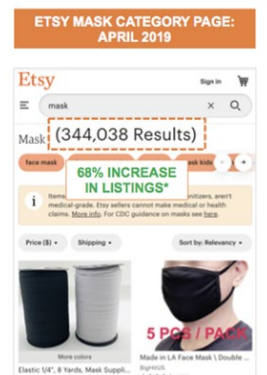 ETSY MASK CATEGORY PAGE:
APRIL 2019
Etsy
Sign in
mask
Mask (344,038 Results)
face mask
ask kids
68% INCREASE
IN LISTINGS*
Items
nitizers, aren't
medical-grade. Etsy sellers cannot make medical or health
claims. More info. For CDC guidance on masks see here.
Price ($)
Shipping
Sort by: Relevancy
5 PCS / PACK
More colors
Elastic 1/4", 8 Yards, Mask Suppli...
Made in LA Face Mask \ Double ...